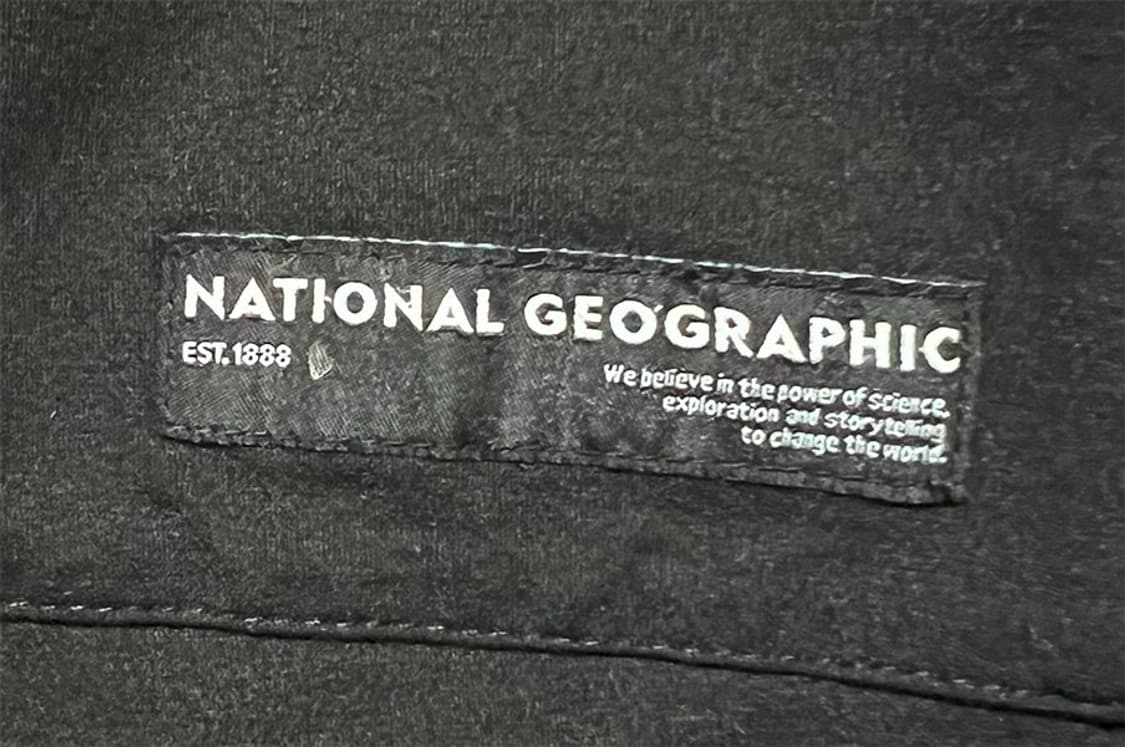 NATIONAL GEOGRAPHIC
EST.1888
We believe in the power of science,
exploration and storytelling
to change the world.